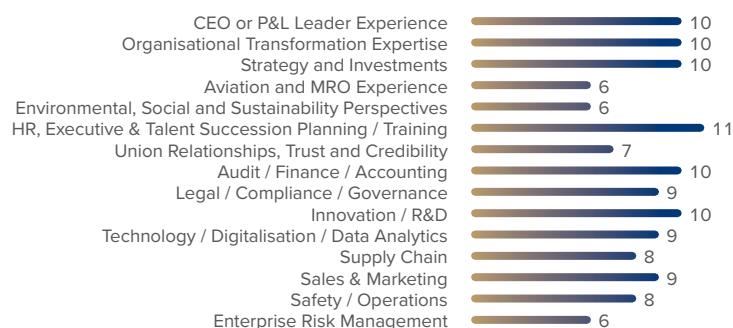 CEO or P&L Leader Experience 10
Organisational Transformation Expertise 10
Strategy and Investments 10
Aviation and MRO Experience 6
Environmental, Social and Sustainability Perspectives 6
HR, Executive & Talent Succession Planning / Training 11
Union Relationships, Trust and Credibility 7
Audit / Finance / Accounting 10
Legal / Compliance / Governance 9
Innovation / R&D 10
Technology / Digitalisation / Data Analytics 9
Supply Chain 8
Sales & Marketing 9
Safety / Operations 8
Enterprise Risk Management 6